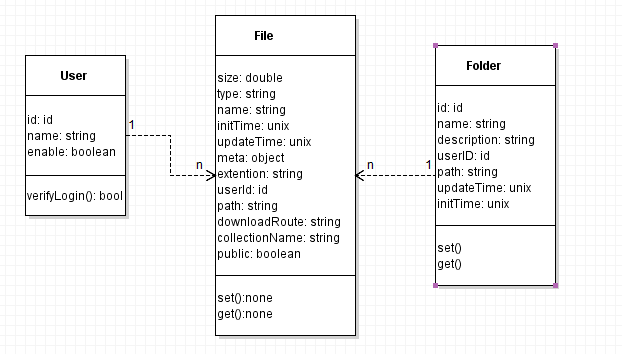 User
id: id
name: string
enable: boolean
verifyLogin(): bool
1
n
File
size: double
type: string
name: string
initTime: unix
updateTime: unix
meta: object
extention: string
userId: id
path: string
downloadRoute: string
collectionName: string
public: boolean
set():none
get():none
n
1
Folder
id: id
name: string
description: string
userID: id
path: string
updateTime: unix
initTime: unix
set()
get()